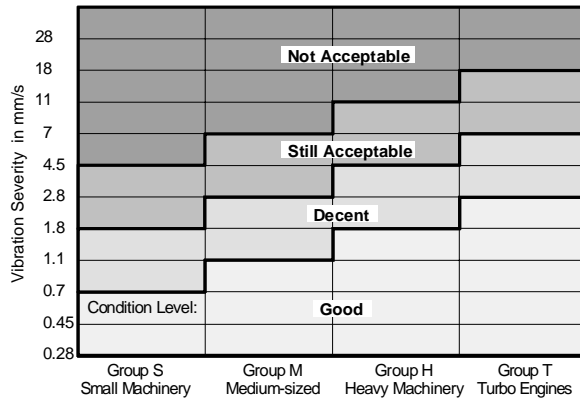 Vibration Severity in mm/s
28
18
11
7
4.5
2.8
1.8
1.1
0.7
0.45
0.28
Not Acceptable
Still Acceptable
Decent
Condition Level:
Good
Group S
Small Machinery
Group M
Medium-sized
Group H
Heavy Machinery
Group T
Turbo Engines